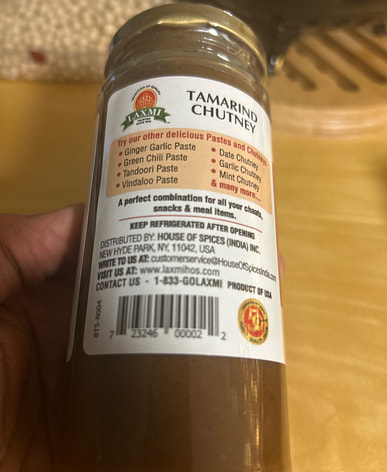 LAXMI
TAMARIND
CHUTNEY
Try our other delicious Pastes and Chutneys
• Ginger Garlic Paste
• Green Chili Paste
• Tandoori Paste
• Vindaloo Paste
• Date Chutney
• Garlic Chutney
• Mint Chutney
& many more...
A perfect combination for all your chaats,
snacks & meal items.
KEEP REFRIGERATED AFTER OPENING
DISTRIBUTED BY: HOUSE OF SPICES (INDIA) INC.
NEW HYDE PARK, NY, 11042, USA
WRITE TO US AT: customerservice@HouseOfSpicesIndia.com
VISIT US AT: www.laxmihos.com
CONTACT US - 1-833-GOLAXMI PRODUCT OF USA
7 23246 00002 2